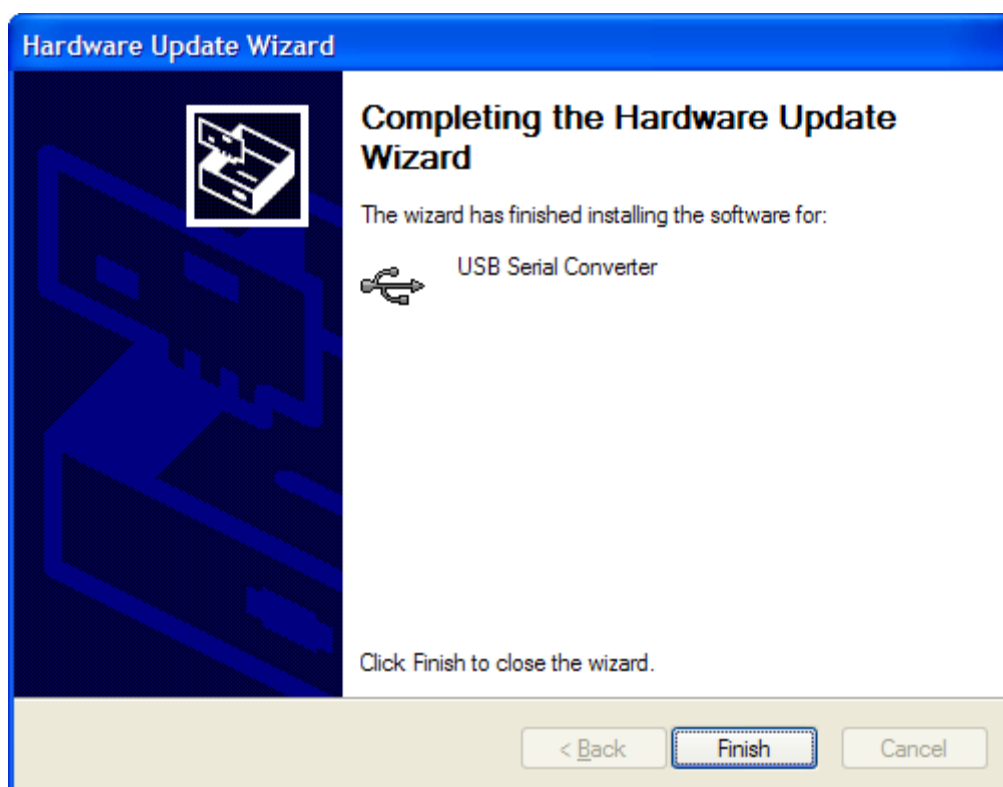 Hardware Update Wizard
Completing the Hardware Update
Wizard
The wizard has finished installing the software for:
USB Serial Converter
Click Finish to close the wizard.
< Back
Finish
Cancel